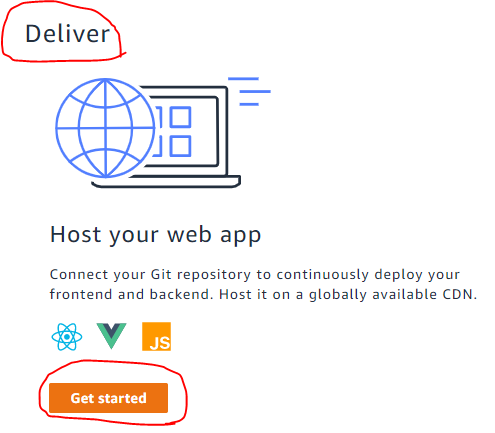 Deliver
Host your web app
Connect your Git repository to continuously deploy your
frontend and backend. Host it on a globally available CDN.
JS
Get started